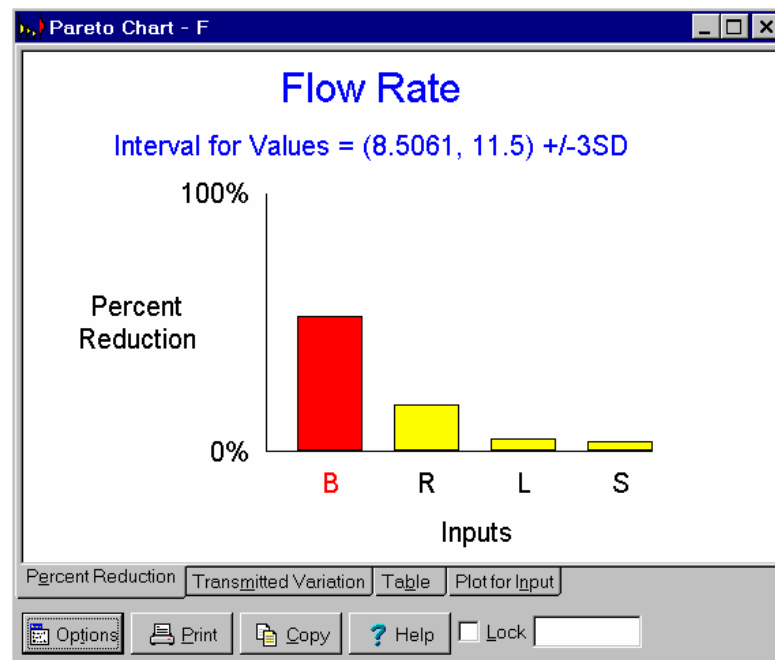 Pareto Chart - F
Flow Rate
Interval for Values = (8.5061, 11.5) +/-3SD
100%
Percent
Reduction
0%
B R L S
Inputs
Percent Reduction Transmitted Variation Table Plot for Input
Options Print Copy ? Help Lock